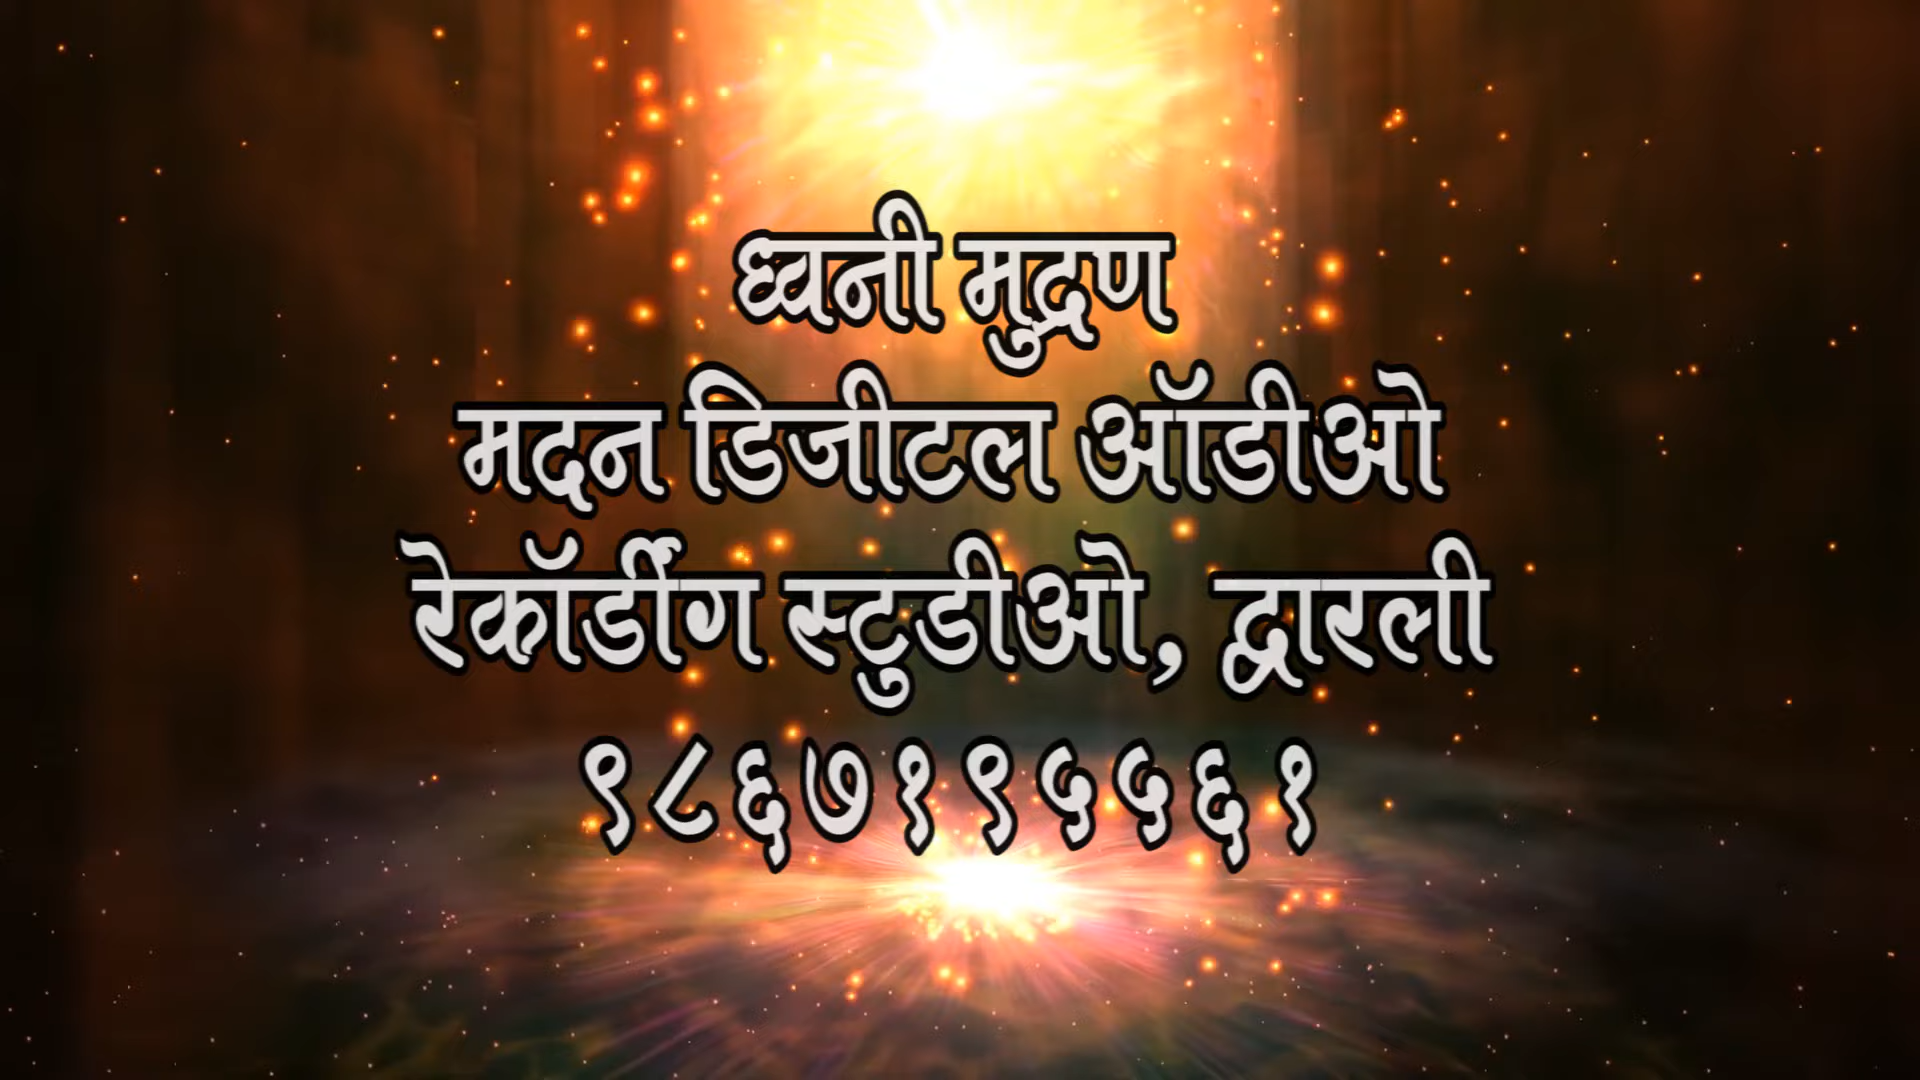 ध्वनी मुद्रण
मदन डिजीटल ऑडीओ
रेकॉर्डींग स्टुडीओ, द्वारली
९८६७१९५५६१